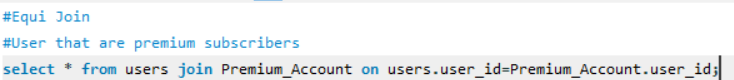 #Equi Join
#User that are premium subscribers
select * from users join Premium_Account on users.user_id=Premium_Account.user_id;